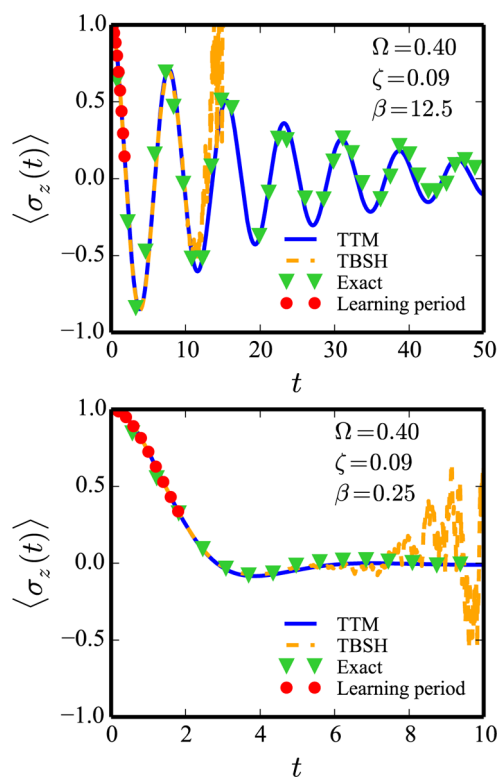 1.0
0.5
0.0
−0.5
−1.0
⟨σz(t)⟩
Ω=0.40
ζ=0.09
β=12.5
TTM
TBSH
Exact
Learning period
0 10 20 30 40 50
t
1.0
0.5
0.0
−0.5
−1.0
⟨σz(t)⟩
Ω=0.40
ζ=0.09
β=0.25
TTM
TBSH
Exact
Learning period
0 2 4 6 8 10
t